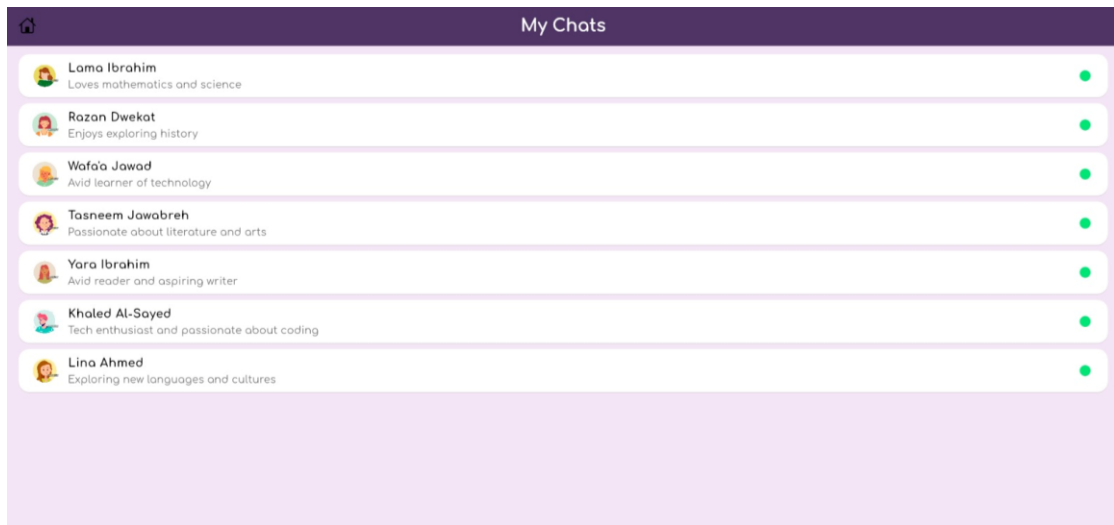 My Chats
Lama Ibrahim
Loves mathematics and science
Razan Dwekat
Enjoys exploring history
Wafa'a Jawad
Avid learner of technology
Tasneem Jawabreh
Passionate about literature and arts
Yara Ibrahim
Avid reader and aspiring writer
Khaled Al-Sayed
Tech enthusiast and passionate about coding
Lina Ahmed
Exploring new languages and cultures